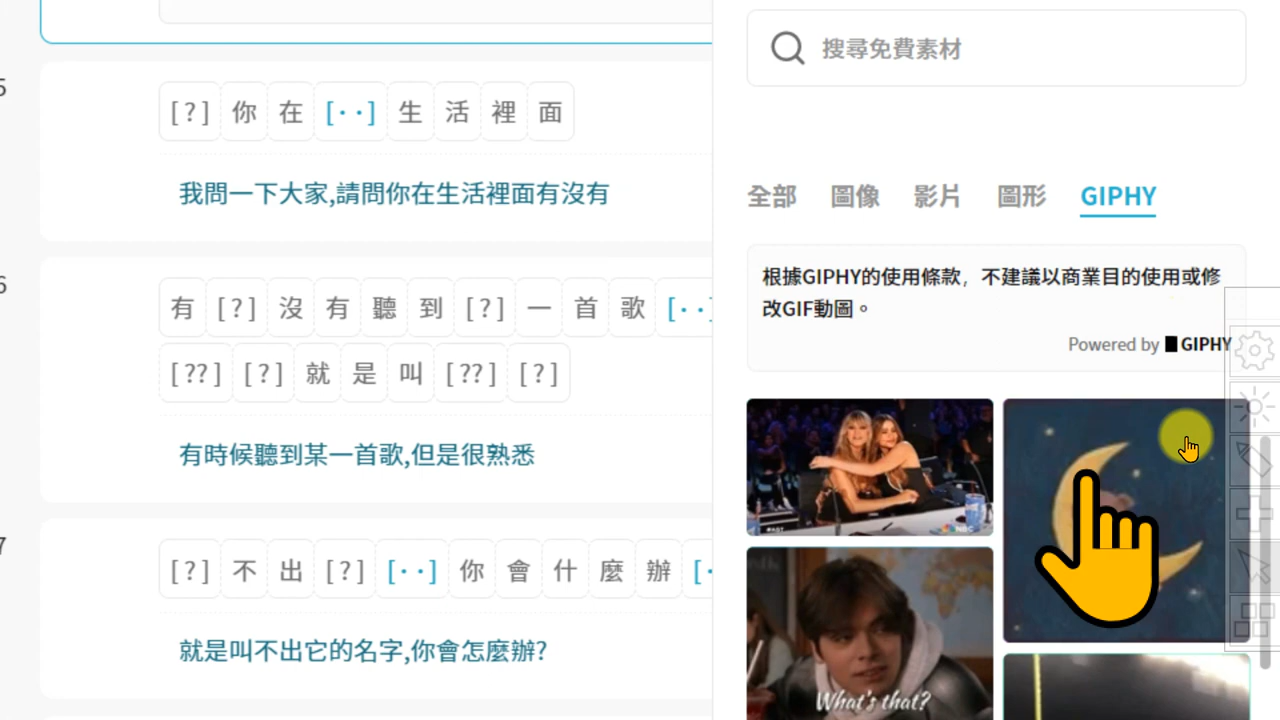 5
[?] 你 在 [··] 生 活 裡 面
我問一下大家,請問你在生活裡面有沒有
6
有 [?] 沒 有 聽 到 [?] 一 首 歌 [··]
[??] [?] 就 是 叫 [??] [?]
有時候聽到某一首歌,但是很熟悉
7
[?] 不 出 [?] [··] 你 會 什 麼 辦 [·
就是叫不出它的名字,你會怎麼辦?
搜尋免費素材
全部 圖像 影片 圖形 GIPHY
根據GIPHY的使用條款，不建議以商業目的使用或修
改GIF動圖。
Powered by GIPHY
#AGT
NBC
What's that?